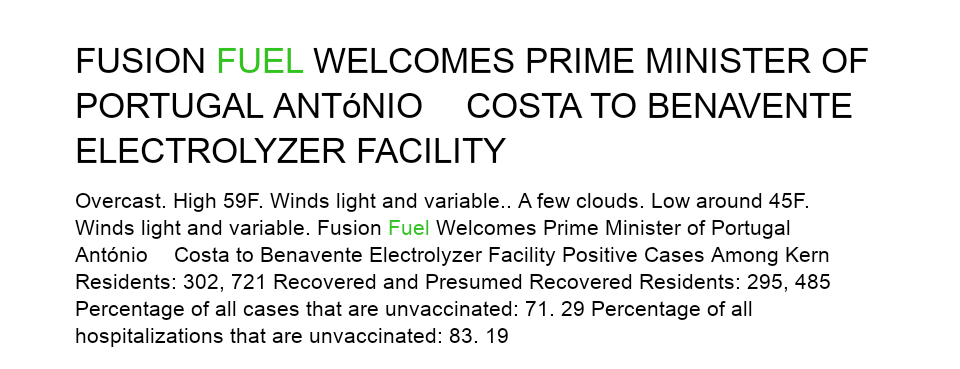 FUSION FUEL WELCOMES PRIME MINISTER OF
PORTUGAL ANTóNIO COSTA TO BENAVENTE
ELECTROLYZER FACILITY
Overcast. High 59F. Winds light and variable.. A few clouds. Low around 45F.
Winds light and variable. Fusion Fuel Welcomes Prime Minister of Portugal
António Costa to Benavente Electrolyzer Facility Positive Cases Among Kern
Residents: 302, 721 Recovered and Presumed Recovered Residents: 295, 485
Percentage of all cases that are unvaccinated: 71. 29 Percentage of all
hospitalizations that are unvaccinated: 83. 19